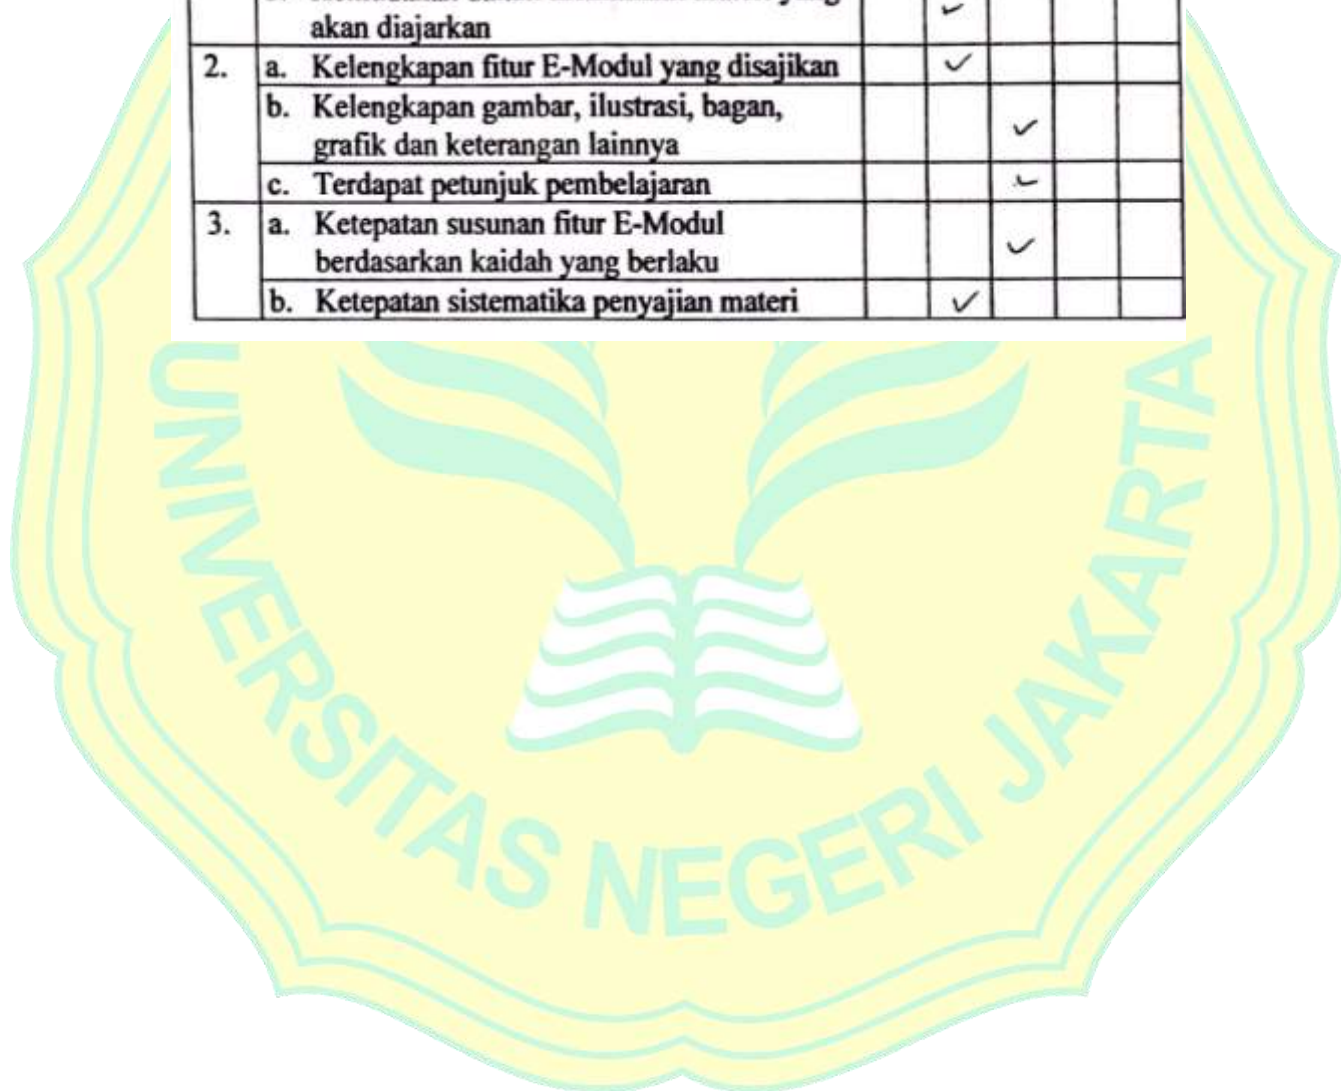 akan diajarkan ✓
2. a. Kelengkapan fitur E-Modul yang disajikan ✓
b. Kelengkapan gambar, ilustrasi, bagan,
grafik dan keterangan lainnya ✓
c. Terdapat petunjuk pembelajaran ✓
3. a. Ketepatan susunan fitur E-Modul
berdasarkan kaidah yang berlaku ✓
b. Ketepatan sistematika penyajian materi ✓
UNIVERSITAS NEGERI JAKARTA